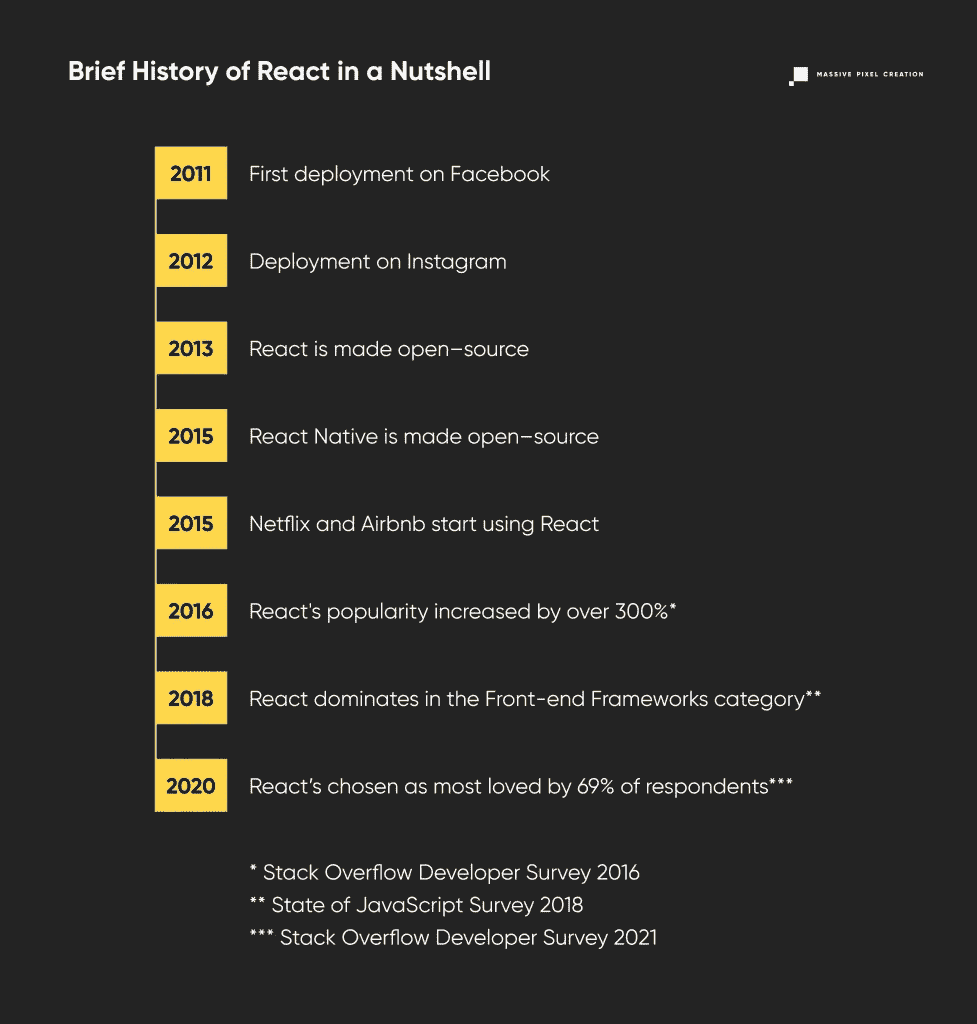 Brief History of React in a Nutshell
MASSIVE PIXEL CREATION
2011 First deployment on Facebook
2012 Deployment on Instagram
2013 React is made open–source
2015 React Native is made open–source
2015 Netflix and Airbnb start using React
2016 React's popularity increased by over 300%*
2018 React dominates in the Front-end Frameworks category**
2020 React’s chosen as most loved by 69% of respondents***
* Stack Overflow Developer Survey 2016
** State of JavaScript Survey 2018
*** Stack Overflow Developer Survey 2021